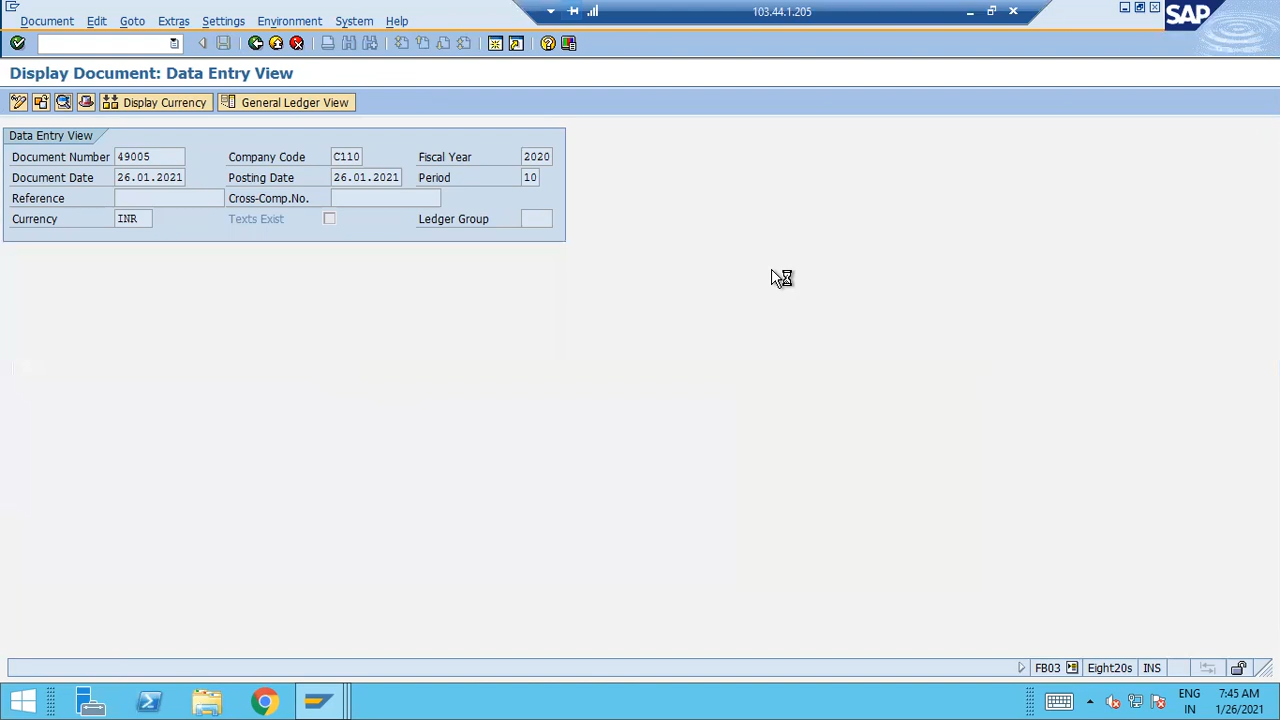 103.44.1.205
Document Edit Goto Extras Settings Environment System Help
SAP
Display Document: Data Entry View
Display Currency General Ledger View
Data Entry View
Document Number 49005 Company Code C110 Fiscal Year 2020
Document Date 26.01.2021 Posting Date 26.01.2021 Period 10
Reference Cross-Comp.No.
Currency INR Texts Exist Ledger Group
FB03 Eight20s INS
ENG 7:45 AM
IN 1/26/2021